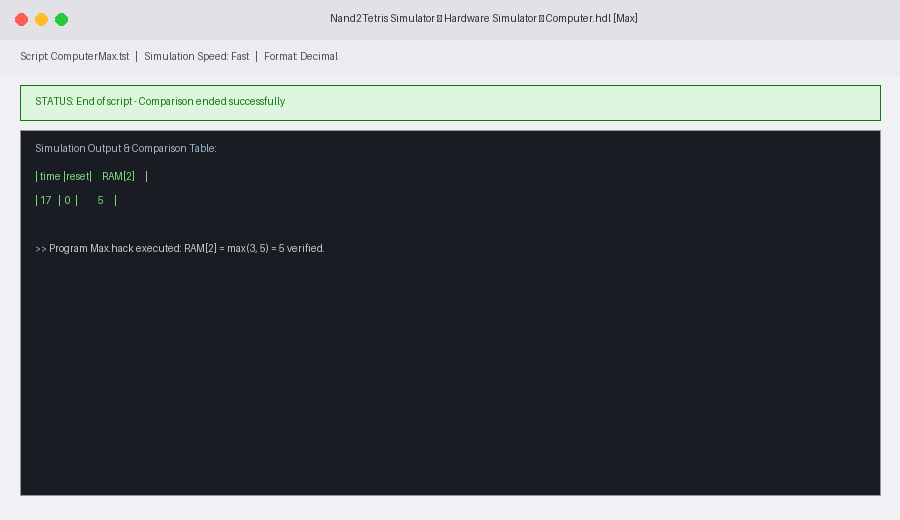 Nand2Tetris Simulator □ Hardware Simulator □ Computer.hdl [Max]
Script: ComputerMax.tst | Simulation Speed: Fast | Format: Decimal
STATUS: End of script - Comparison ended successfully
Simulation Output & Comparison Table:
| time |reset| RAM[2] |
| 17 | 0 | 5 |
>> Program Max.hack executed: RAM[2] = max(3, 5) = 5 verified.